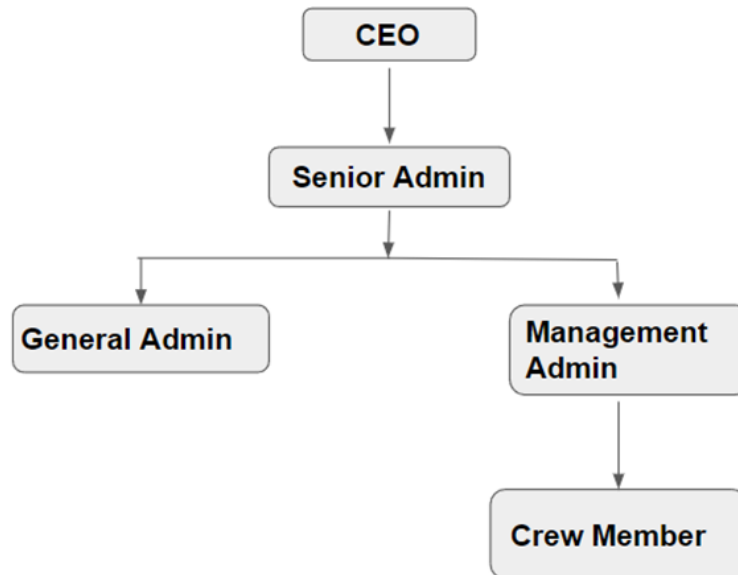 CEO
Senior Admin
General Admin
Management
Admin
Crew Member